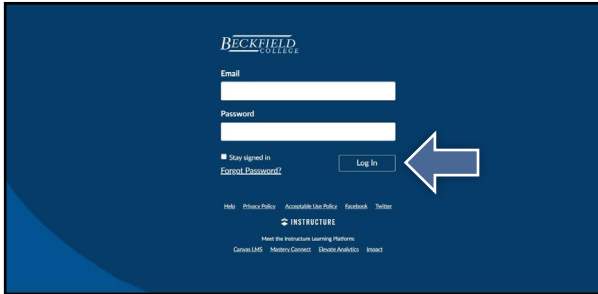 BECKFIELD
COLLEGE
Email
Password
Stay signed in
Log In
Forgot Password?
Help Privacy Policy Acceptable Use Policy Facebook Twitter
INSTRUCTURE
Meet the Instructure Learning Platform:
Canvas LMS Mastery Connect Elevate Analytics Impact